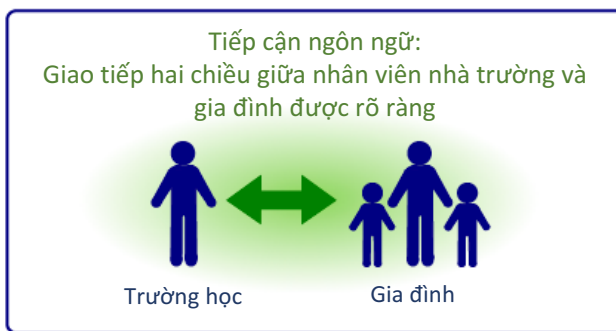 Tiếp cận ngôn ngữ:
Giao tiếp hai chiều giữa nhân viên nhà trường và
gia đình được rõ ràng
Trường học
Gia đình